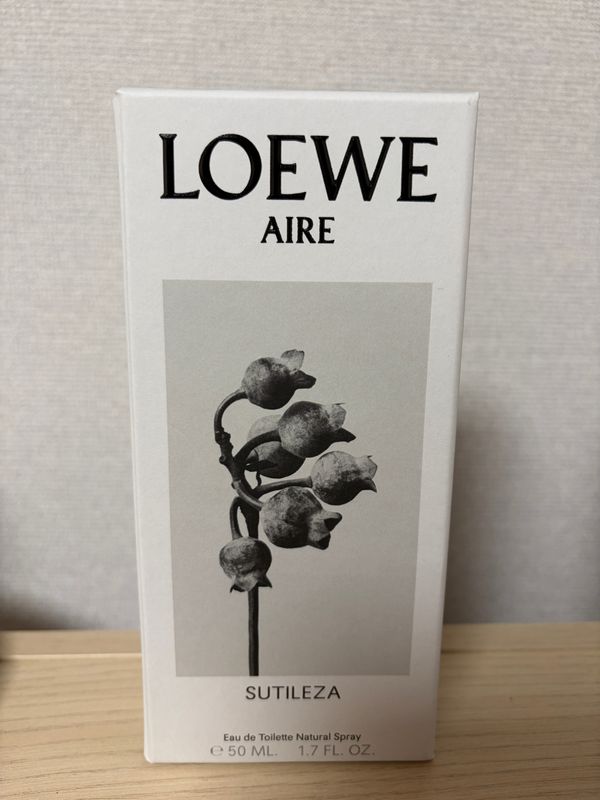 LOEWE
AIRE
SUTILEZA
Eau de Toilette Natural Spray
℮ 50 ML. 1.7 FL. OZ.